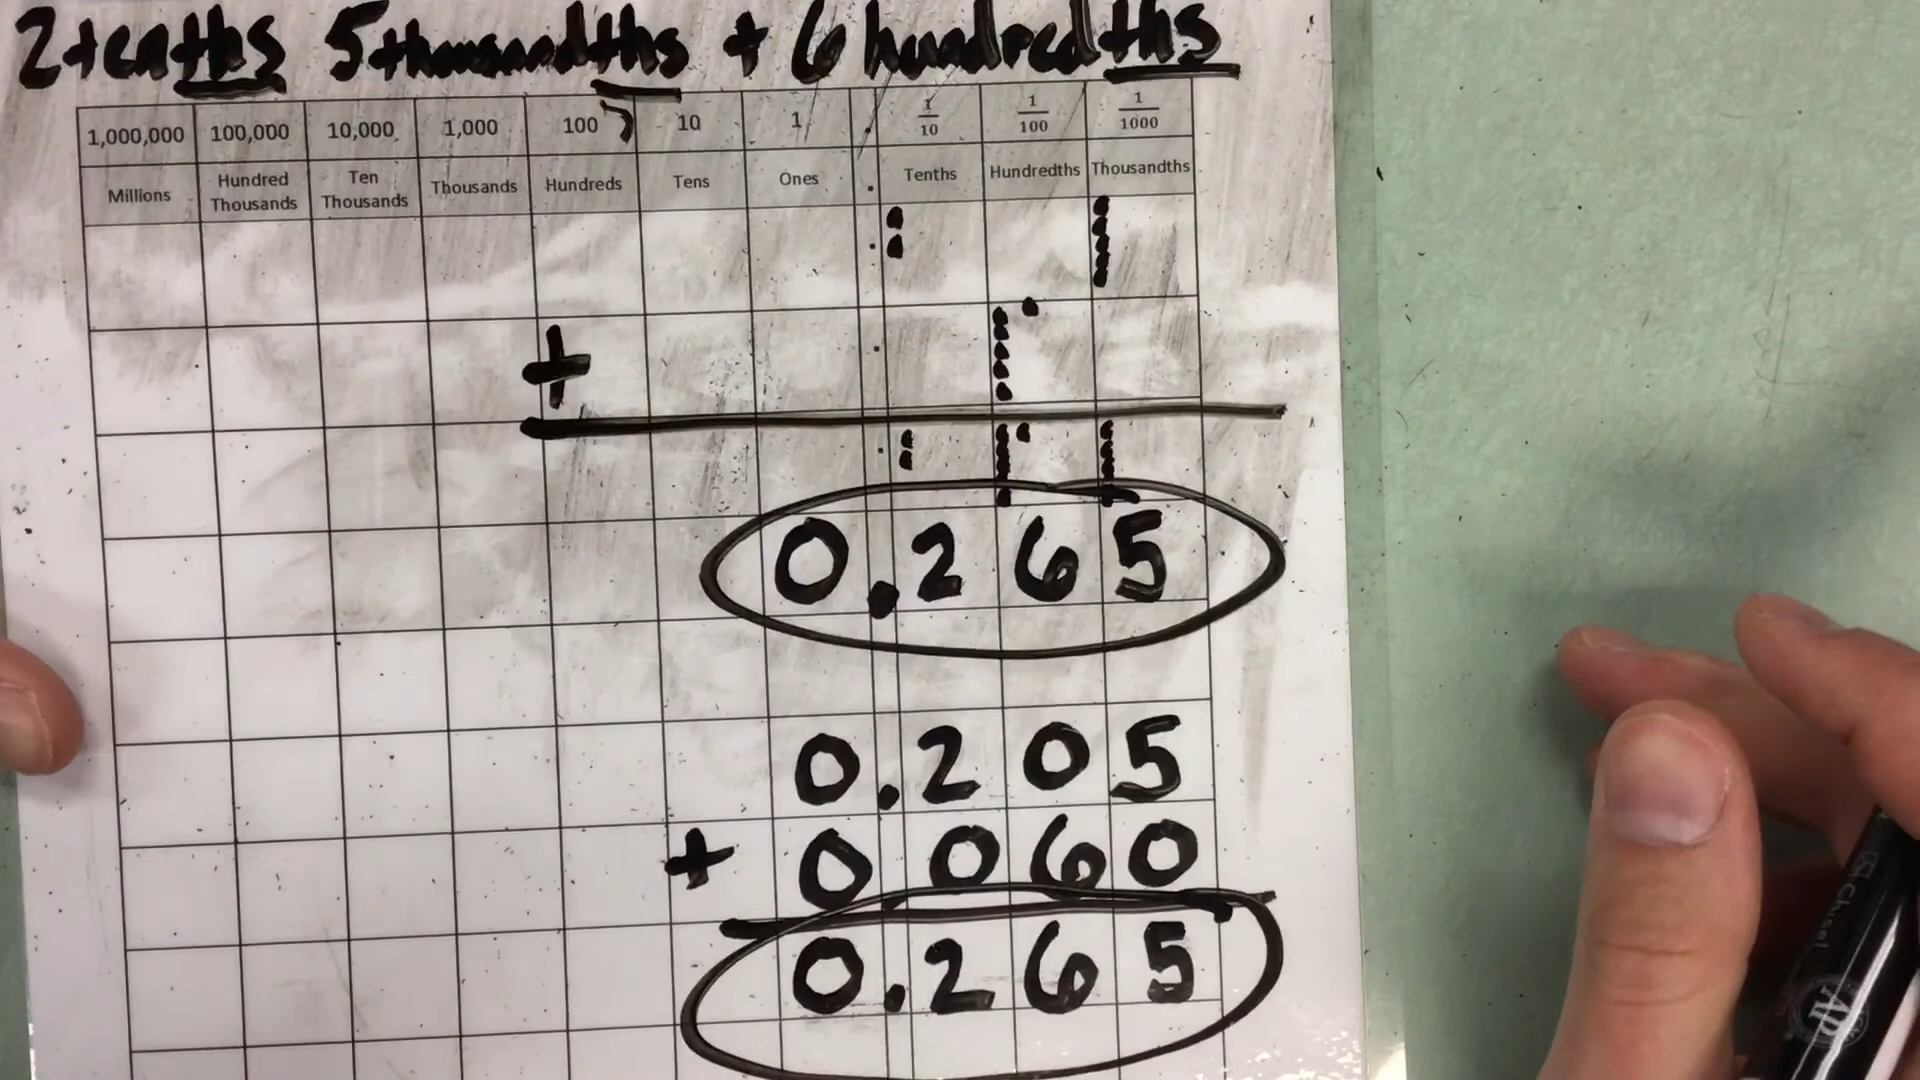 2 tenths 5 thousandths + 6 hundredths
1,000,000 100,000 10,000 1,000 100 10 1 . 1/10 1/100 1/1000
Millions Hundred Thousands Ten Thousands Thousands Hundreds Tens Ones . Tenths Hundredths Thousandths
+
0.265
0.205
+ 0 060
0.265
Chisel
AP